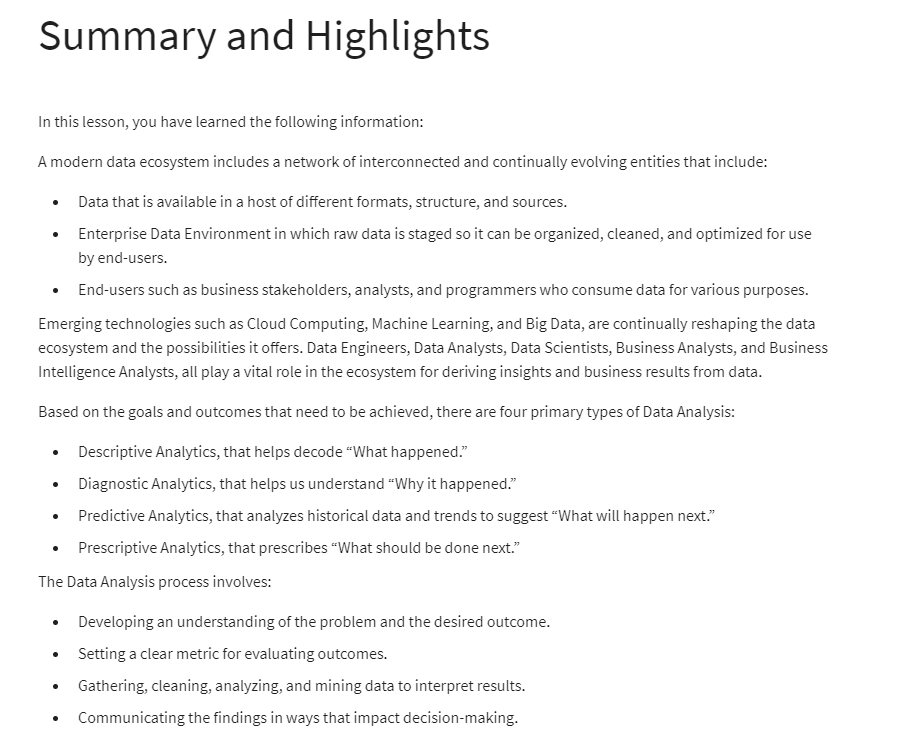 Summary and Highlights
In this lesson, you have learned the following information:
A modern data ecosystem includes a network of interconnected and continually evolving entities that include:
• Data that is available in a host of different formats, structure, and sources.
• Enterprise Data Environment in which raw data is staged so it can be organized, cleaned, and optimized for use
by end-users.
• End-users such as business stakeholders, analysts, and programmers who consume data for various purposes.
Emerging technologies such as Cloud Computing, Machine Learning, and Big Data, are continually reshaping the data
ecosystem and the possibilities it offers. Data Engineers, Data Analysts, Data Scientists, Business Analysts, and Business
Intelligence Analysts, all play a vital role in the ecosystem for deriving insights and business results from data.
Based on the goals and outcomes that need to be achieved, there are four primary types of Data Analysis:
• Descriptive Analytics, that helps decode “What happened.”
• Diagnostic Analytics, that helps us understand “Why it happened.”
• Predictive Analytics, that analyzes historical data and trends to suggest “What will happen next.”
• Prescriptive Analytics, that prescribes “What should be done next.”
The Data Analysis process involves:
• Developing an understanding of the problem and the desired outcome.
• Setting a clear metric for evaluating outcomes.
• Gathering, cleaning, analyzing, and mining data to interpret results.
• Communicating the findings in ways that impact decision-making.